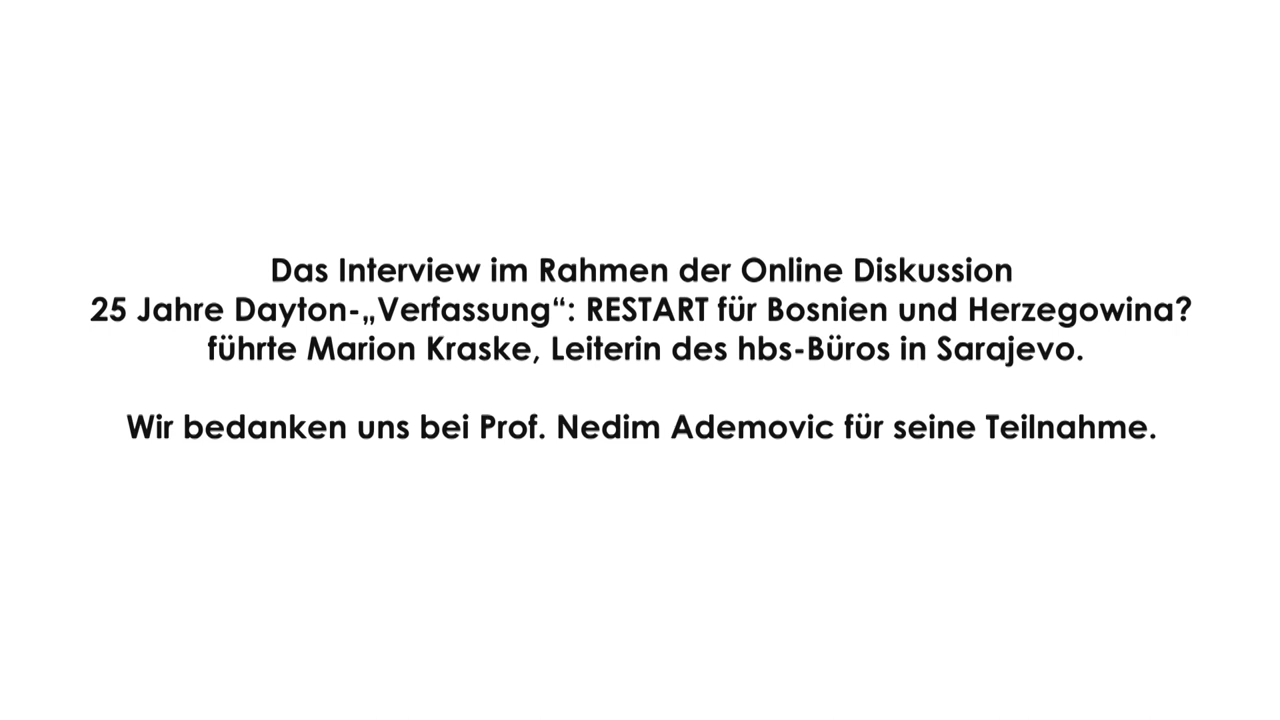 Das Interview im Rahmen der Online Diskussion
25 Jahre Dayton-„Verfassung“: RESTART für Bosnien und Herzegowina?
führte Marion Kraske, Leiterin des hbs-Büros in Sarajevo.
Wir bedanken uns bei Prof. Nedim Ademovic für seine Teilnahme.